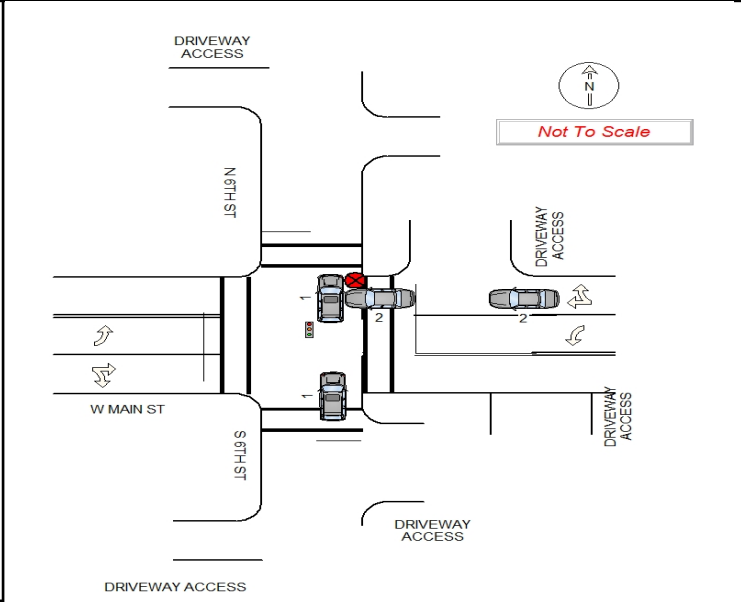 DRIVEWAY
ACCESS
N
Not To Scale
N 6TH ST
DRIVEWAY
ACCESS
1
2
2
1
W MAIN ST
S 6TH ST
DRIVEWAY
ACCESS
DRIVEWAY
ACCESS
DRIVEWAY ACCESS